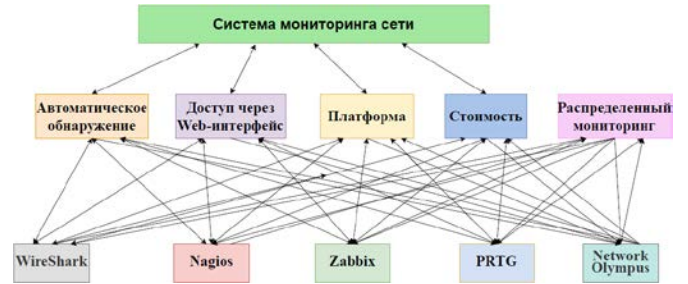 Система мониторинга сети
Автоматическое
обнаружение
Доступ через
Web-интерфейс
Платформа
Стоимость
Распределенный
мониторинг
WireShark
Nagios
Zabbix
PRTG
Network
Olympus